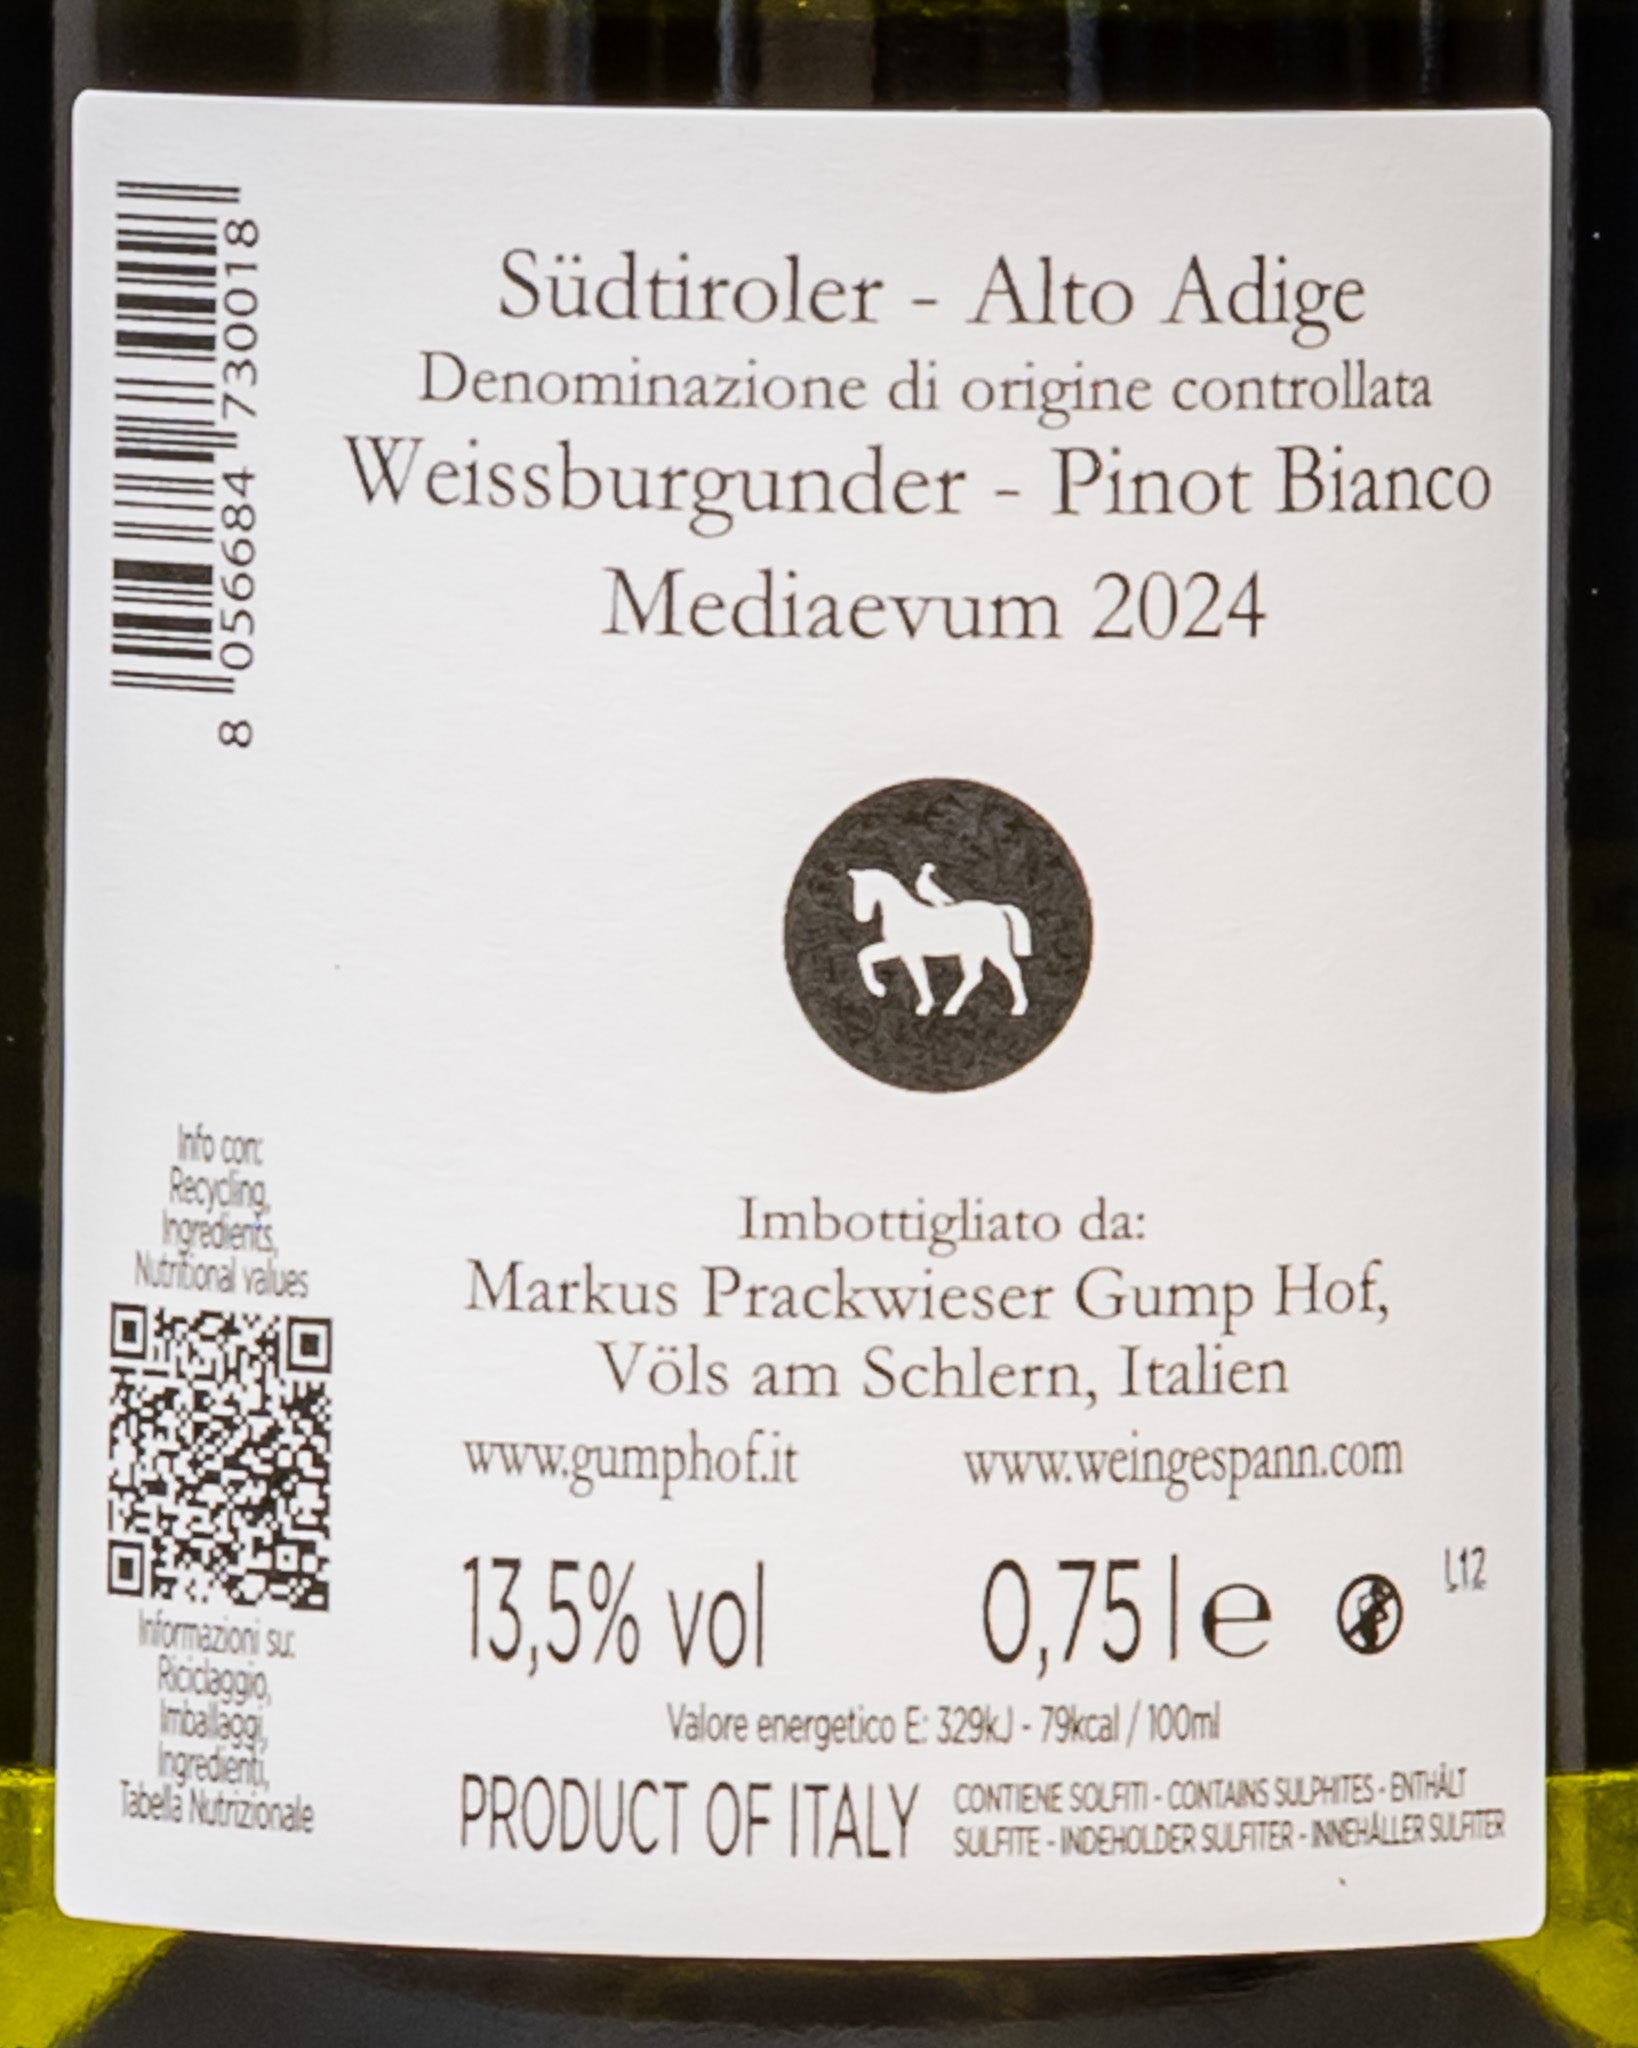 Südtiroler - Alto Adige
Denominazione di origine controllata
Weissburgunder - Pinot Bianco
Mediaevum 2024
8 056684 730018
Info con:
Recycling,
Ingredients,
Nutritional values
Informazioni su:
Riciclaggio,
Imballaggi,
Ingredienti,
Tabella Nutrizionale
Imbottigliato da:
Markus Prackwieser Gump Hof,
Völs am Schlern, Italien
www.gumphof.it www.weingespann.com
13,5% vol 0,75 l e L12
Valore energetico E: 329kJ - 79kcal / 100ml
PRODUCT OF ITALY
CONTIENE SOLFITI - CONTAINS SULPHITES - ENTHÄLT
SULFITE - INDEHOLDER SULFITER - INNEHÅLLER SULFITER